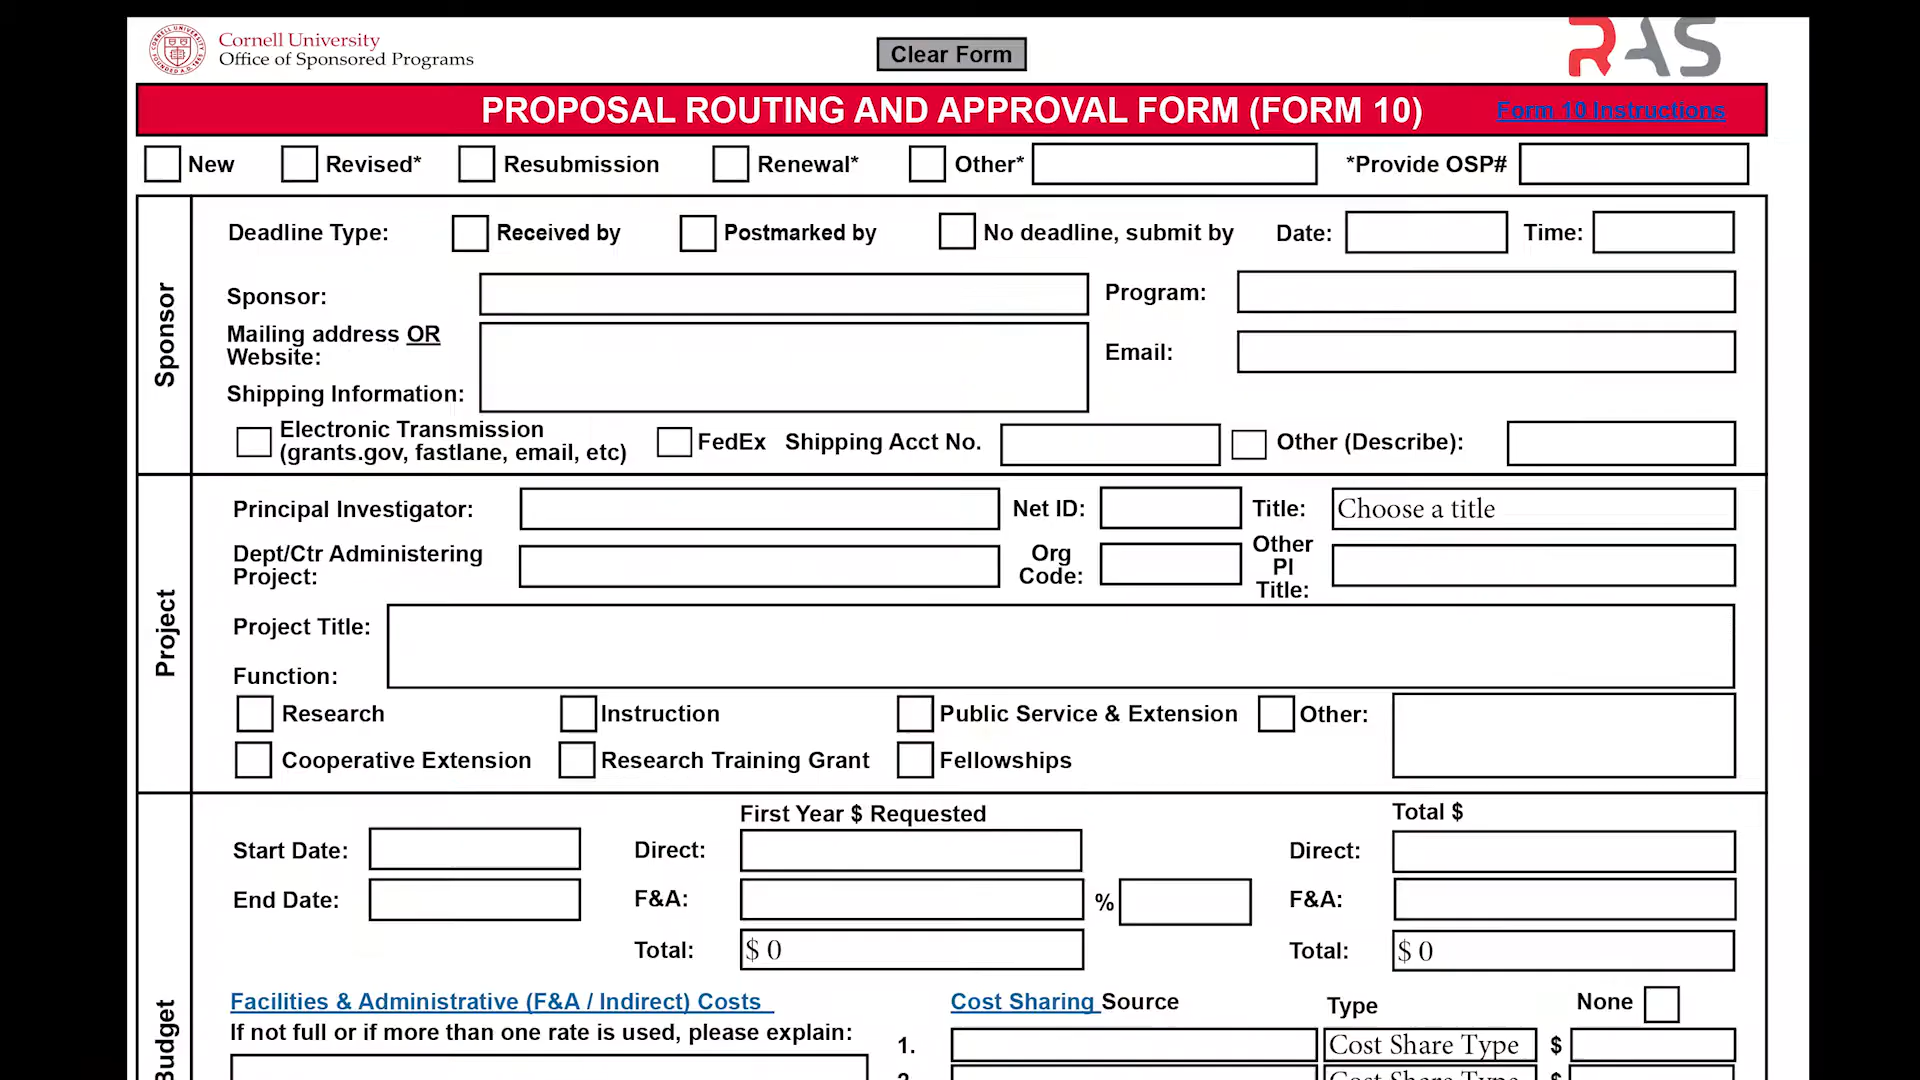 Cornell University
Office of Sponsored Programs
Clear Form
RAS
PROPOSAL ROUTING AND APPROVAL FORM (FORM 10)
Form 10 Instructions
New Revised* Resubmission Renewal* Other* *Provide OSP#
Sponsor
Deadline Type: Received by Postmarked by No deadline, submit by Date: Time:
Sponsor: Program:
Mailing address OR
Website:
Email:
Shipping Information:
Electronic Transmission
(grants.gov, fastlane, email, etc)
FedEx Shipping Acct No. Other (Describe):
Project
Principal Investigator: Net ID: Title: Choose a title
Dept/Ctr Administering
Project:
Org
Code:
Other
PI
Title:
Project Title:
Function:
Research Instruction Public Service & Extension Other:
Cooperative Extension Research Training Grant Fellowships
Budget
First Year $ Requested Total $
Start Date: Direct: Direct:
End Date: F&A: % F&A:
Total: $ 0 Total: $ 0
Facilities & Administrative (F&A / Indirect) Costs
If not full or if more than one rate is used, please explain:
Cost Sharing Source Type None
1. Cost Share Type $
2. Cost Share Type $